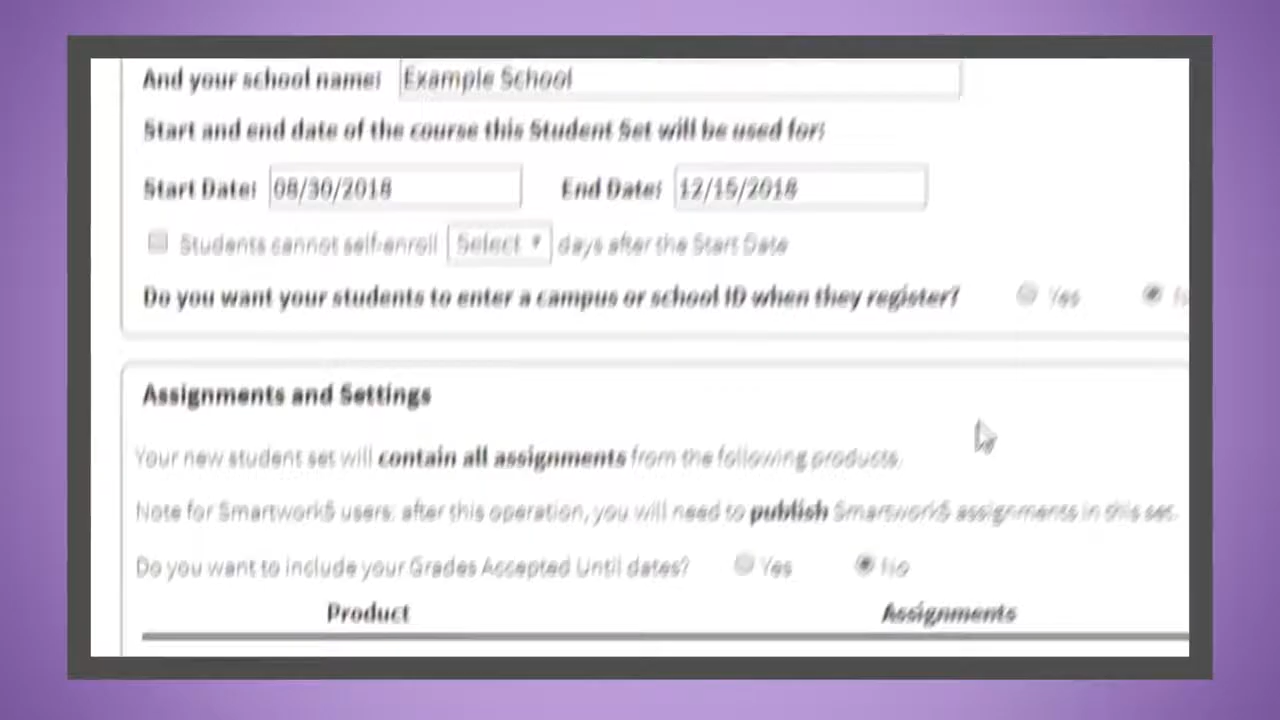 And your school name: Example School
Start and end date of the course this Student Set will be used for:
Start Date: 08/30/2018 End Date: 12/15/2018
Students cannot self-enroll Select days after the Start Date
Do you want your students to enter a campus or school ID when they register? Yes
Assignments and Settings
Your new student set will contain all assignments from the following products.
Note for Smartwork5 users: after this operation, you will need to publish Smartwork5 assignments in this set.
Do you want to include your Grades Accepted Until dates? Yes No
Product Assignments